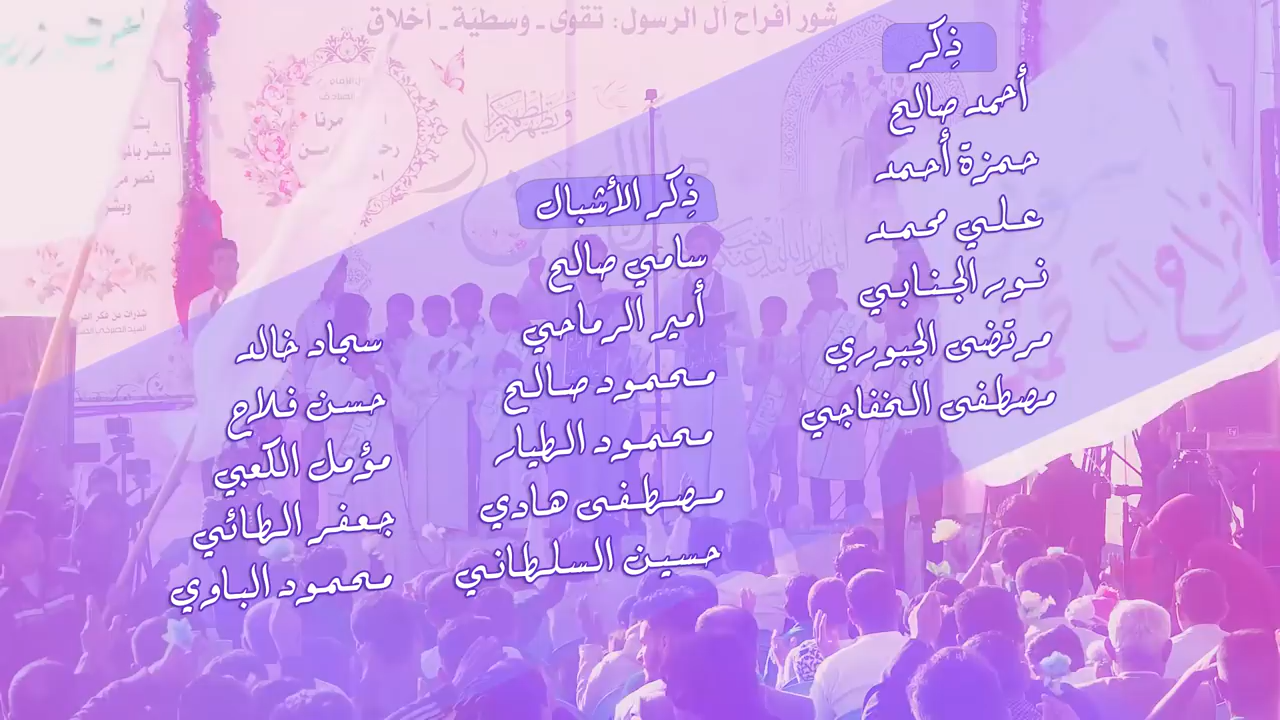 شور أفراح آل الرسول: تقوى ـ وسطيّة ـ أخلاق
ذِكر
أحمد صالح
حمزة أحمد
علي محمد
نور الجنابي
مرتضى الجبوري
مصطفى الخفاجي
ذِكر الأشبال
سامي صالح
أمير الرماحي
محمود صالح
محمود الطيار
مصطفى هادي
حسين السلطاني
سجاد خالد
حسن فلاح
مؤمل الكعبي
جعفر الطائي
محمود الباوي